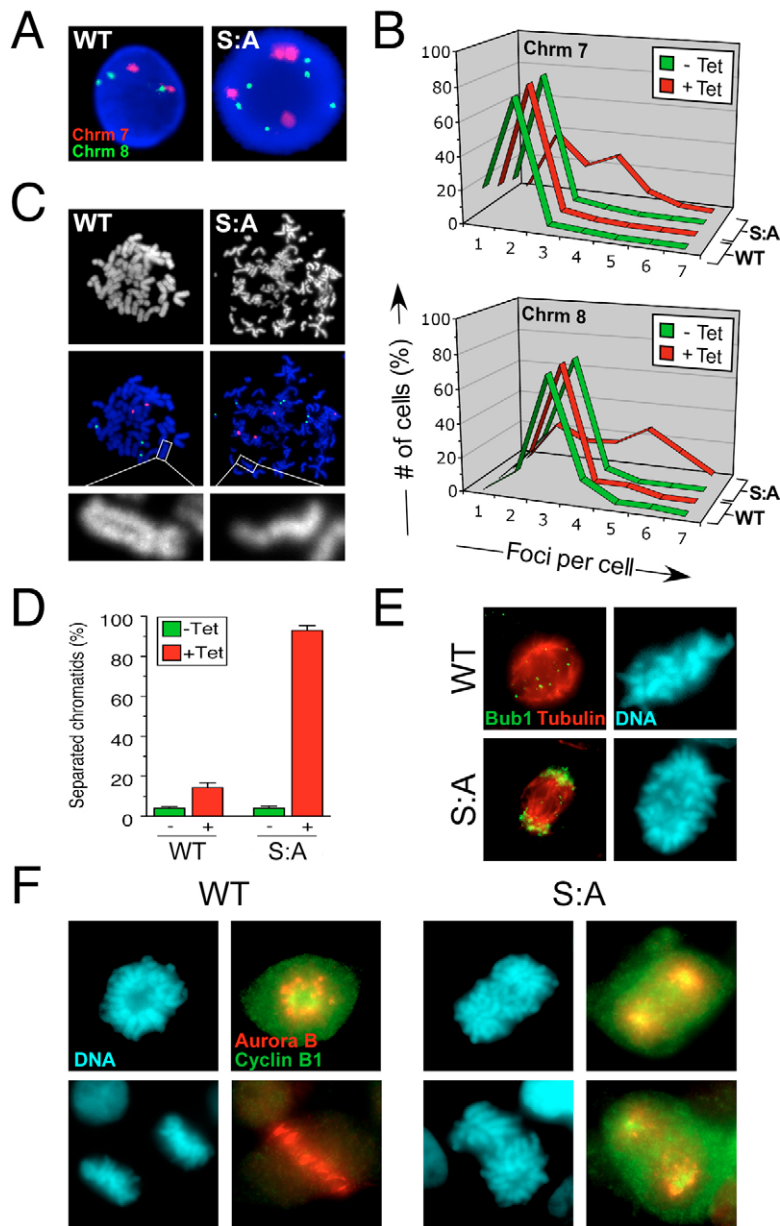 A
WT
S:A
Chrm 7
Chrm 8
B
Chrm 7
- Tet
+ Tet
100
80
60
40
20
0
1 2 3 4 5 6 7
S:A
WT
Chrm 8
- Tet
+ Tet
100
80
60
40
20
0
1 2 3 4 5 6 7
S:A
WT
# of cells (%)
Foci per cell
C
WT
S:A
D
Separated chromatids (%)
100
80
60
40
20
0
-Tet
+Tet
- + - +
WT S:A
E
WT
Bub1 Tubulin
DNA
S:A
F
WT S:A
DNA
Aurora B
Cyclin B1